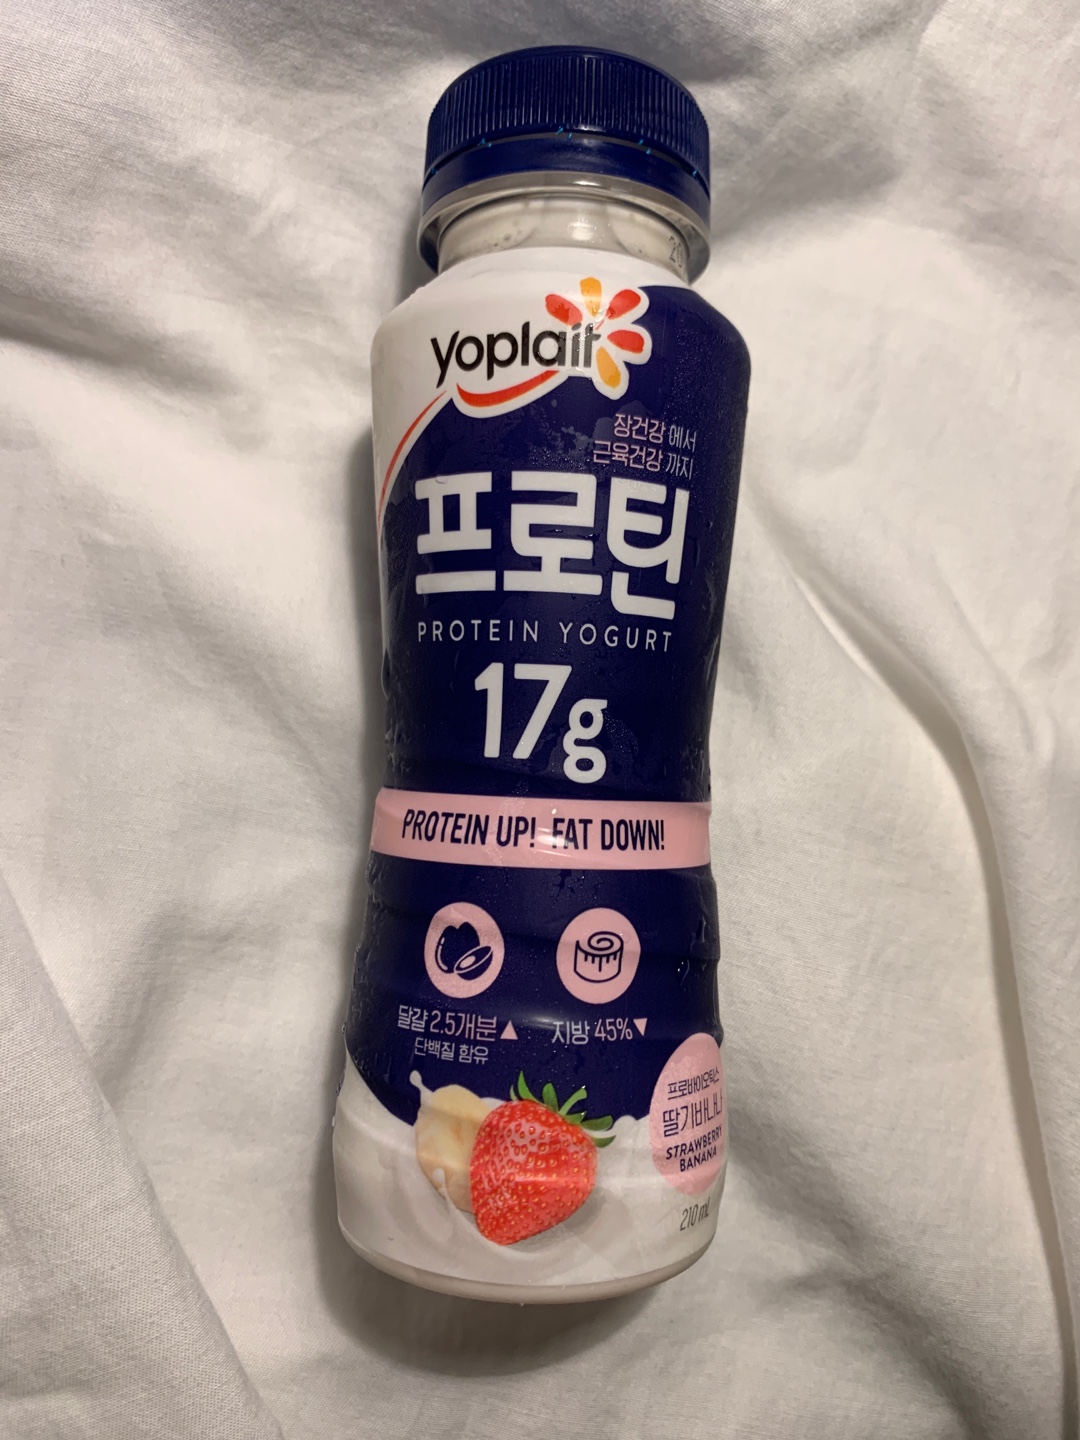 yoplait
장건강에서
근육건강까지
프로틴
PROTEIN YOGURT
17g
PROTEIN UP! FAT DOWN!
달걀 2.5개분▲
단백질 함유
지방 45%▼
프로바이오틱스
딸기바나나
STRAWBERRY
BANANA
210 mL